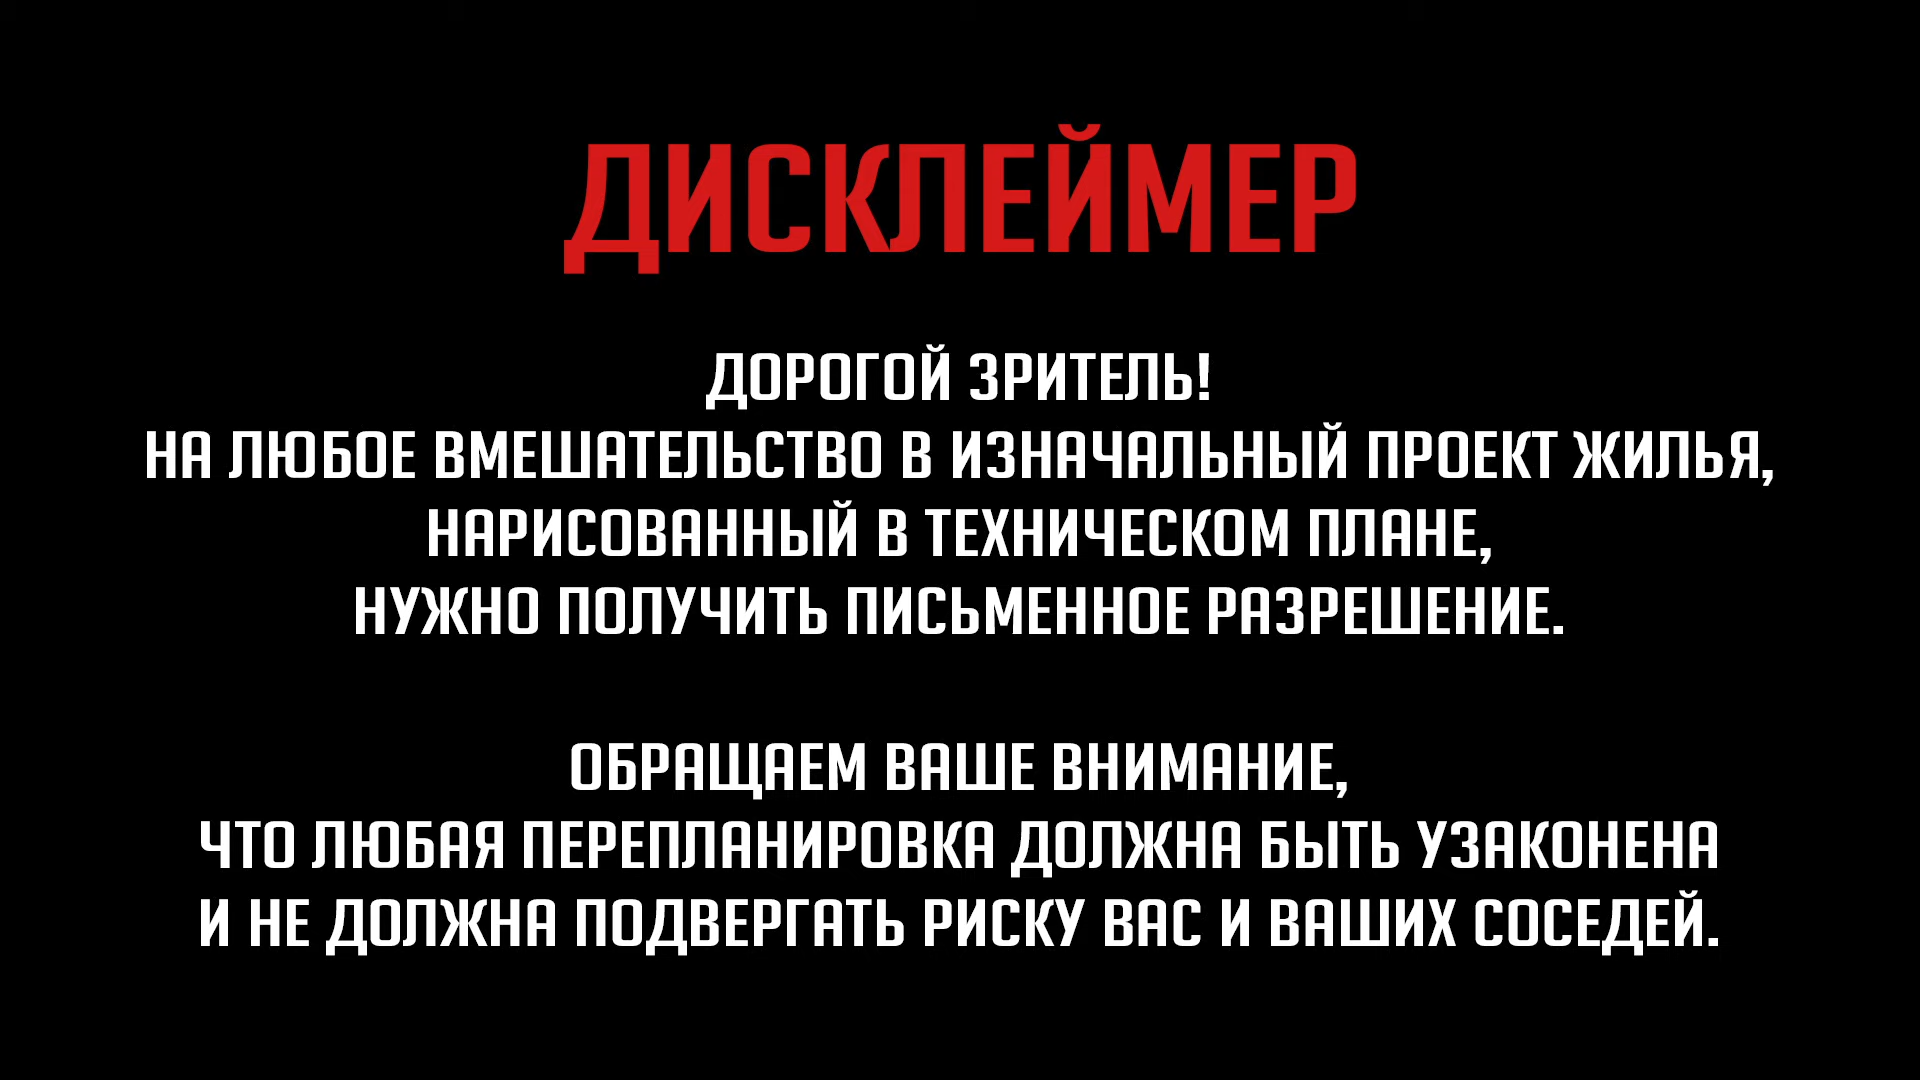 ДИСКЛЕЙМЕР
ДОРОГОЙ ЗРИТЕЛЬ!
НА ЛЮБОЕ ВМЕШАТЕЛЬСТВО В ИЗНАЧАЛЬНЫЙ ПРОЕКТ ЖИЛЬЯ,
НАРИСОВАННЫЙ В ТЕХНИЧЕСКОМ ПЛАНЕ,
НУЖНО ПОЛУЧИТЬ ПИСЬМЕННОЕ РАЗРЕШЕНИЕ.
ОБРАЩАЕМ ВАШЕ ВНИМАНИЕ,
ЧТО ЛЮБАЯ ПЕРЕПЛАНИРОВКА ДОЛЖНА БЫТЬ УЗАКОНЕНА
И НЕ ДОЛЖНА ПОДВЕРГАТЬ РИСКУ ВАС И ВАШИХ СОСЕДЕЙ.